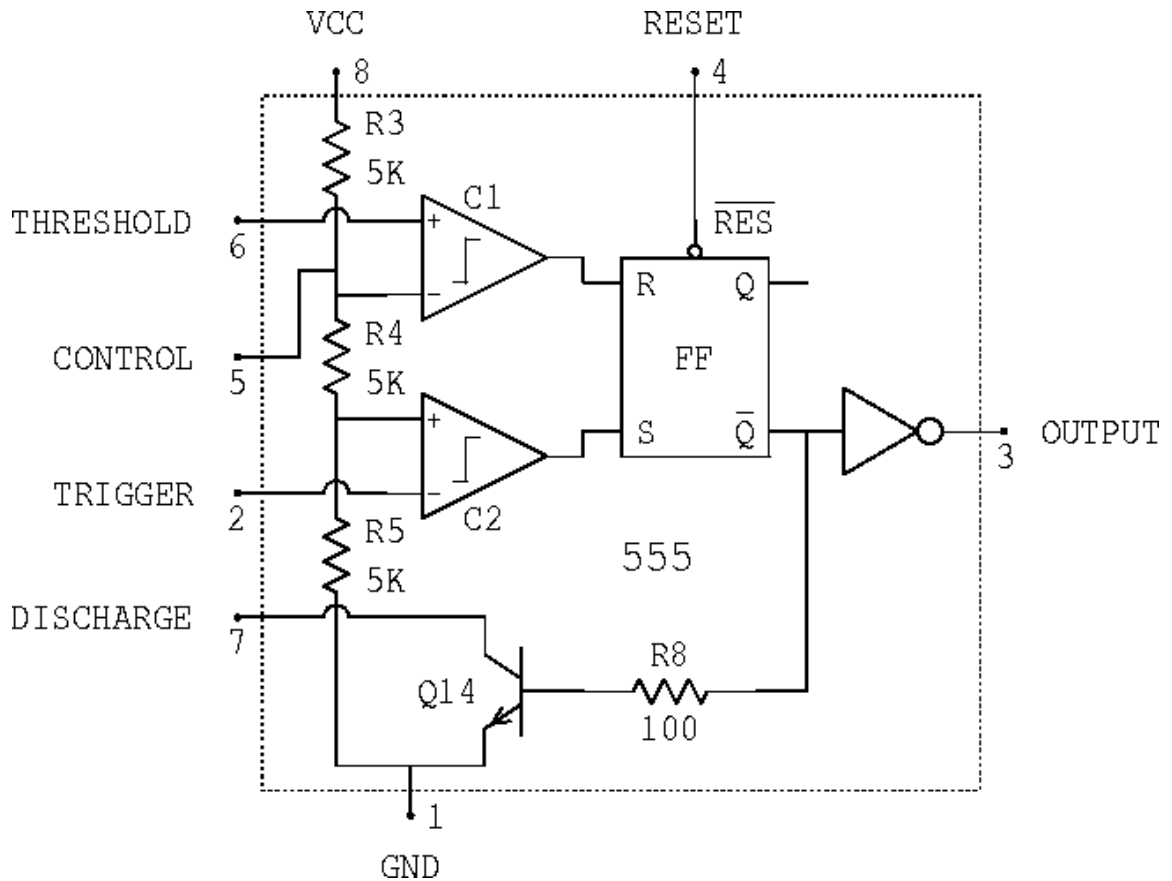 VCC
RESET
8
4
R3
5K
C1
THRESHOLD
+
RES
6
R
Q
−
R4
CONTROL
FF
5
5K
+
S
Q
OUTPUT
3
TRIGGER
−
2
C2
R5
555
5K
DISCHARGE
7
R8
Q14
100
1
GND